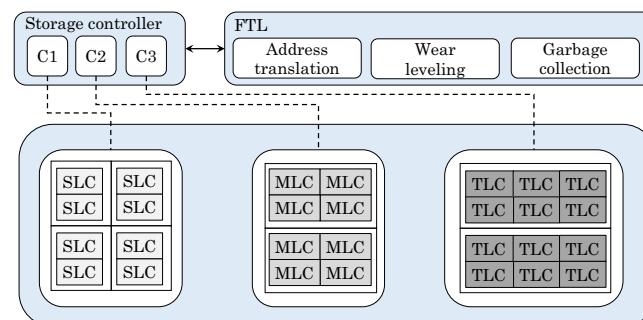 Storage controller
C1 C2 C3
FTL
Address
translation
Wear
leveling
Garbage
collection
SLC SLC
SLC SLC
SLC SLC
SLC SLC
MLC MLC
MLC MLC
MLC MLC
MLC MLC
TLC TLC TLC
TLC TLC TLC
TLC TLC TLC
TLC TLC TLC